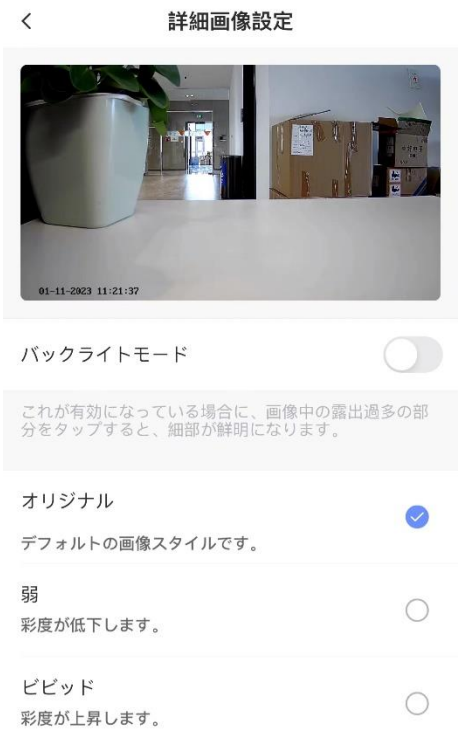 詳細画像設定
01-11-2023 11:21:37
バックライトモード
これが有効になっている場合に、画像中の露出過多の部
分をタップすると、細部が鮮明になります。
オリジナル
デフォルトの画像スタイルです。
弱
彩度が低下します。
ビビッド
彩度が上昇します。